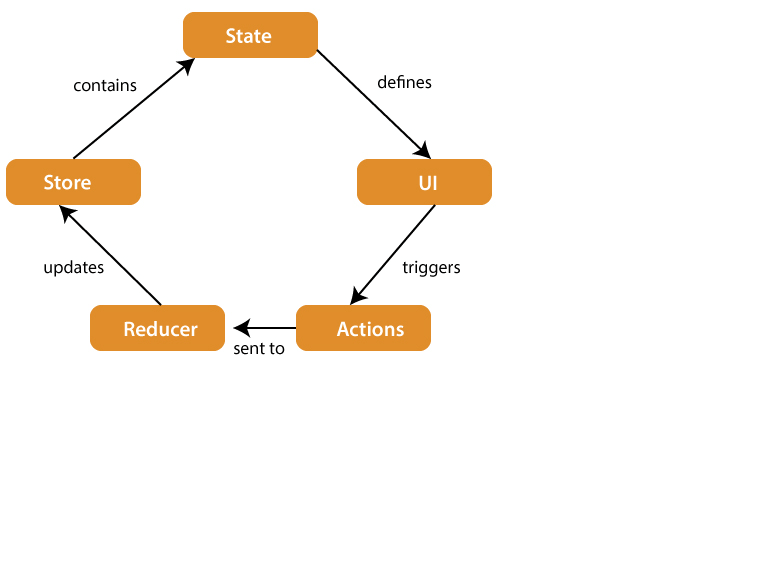 State
contains
defines
Store
UI
updates
triggers
Reducer
Actions
sent to